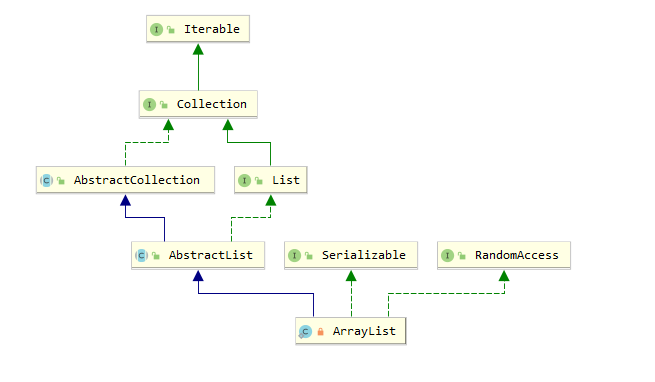 I Iterable
I Collection
C AbstractCollection
I List
C AbstractList
I Serializable
I RandomAccess
C ArrayList